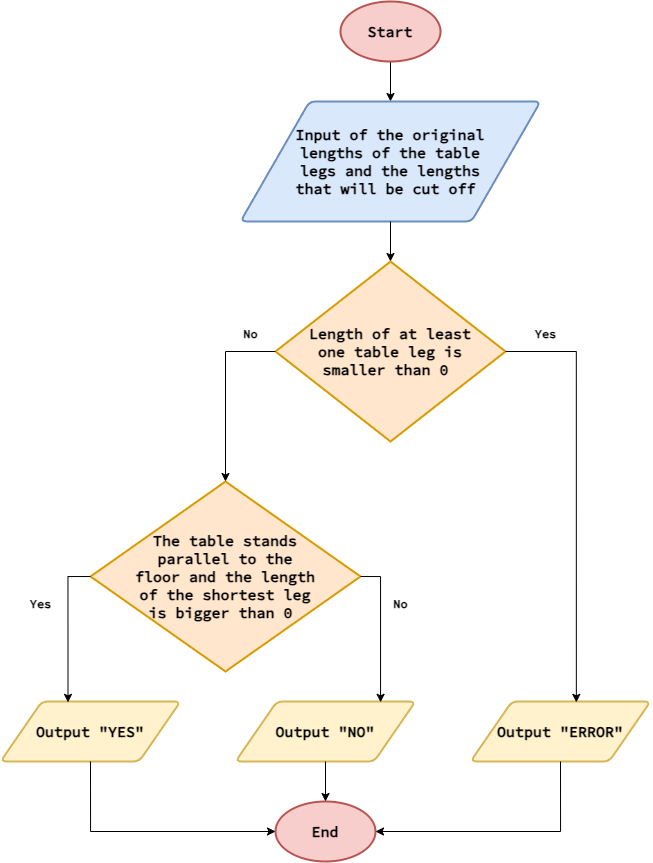 Start
Input of the original
lengths of the table
legs and the lengths
that will be cut off
No
Yes
Length of at least
one table leg is
smaller than 0
The table stands
parallel to the
floor and the length
of the shortest leg
is bigger than 0
Yes
No
Output "YES"
Output "NO"
Output "ERROR"
End